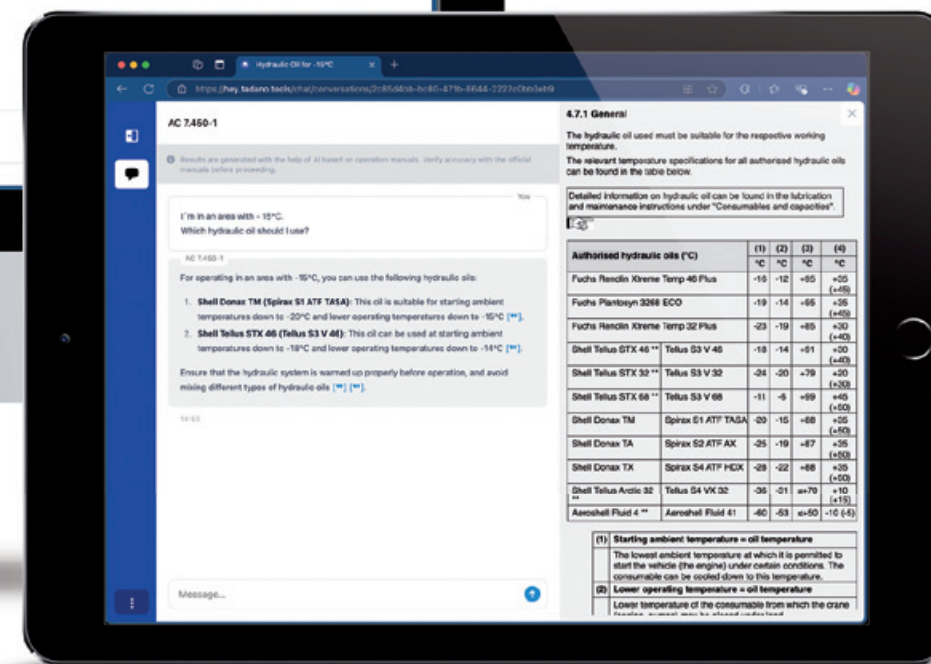 Hydraulic Oil for -15°C
AC 7.450-1
Results are generated with the help of AI based on operation manuals. Verify accuracy with the official
manuals before proceeding.
You
I´m in an area with - 15°C.
Which hydraulic oil should I use?
AC 7.450-1
For operating in an area with -15°C, you can use the following hydraulic oils:
1. Shell Donax TM (Spirax S1 ATF TASA): This oil is suitable for starting ambient
temperatures down to -20°C and lower operating temperatures down to -15°C [""].
2. Shell Tellus STX 46 (Tellus S3 V 46): This oil can be used at starting ambient
temperatures down to -18°C and lower operating temperatures down to -14°C [""].
Ensure that the hydraulic system is warmed up properly before operation, and avoid
mixing different types of hydraulic oils [""] [""].
14:53
Message...
4.7.1 General
The hydraulic oil used must be suitable for the respective working
temperature.
The relevant temperature specifications for all authorised hydraulic oils
can be found in the table below.
Detailed information on hydraulic oil can be found in the lubrication
and maintenance instructions under "Consumables and capacities".
Authorised hydraulic oils (°C) (1) (2) (3) (4)
°C °C °C °C
Fuchs Renolin Xtreme Temp 46 Plus -16 -12 +95 +35
(+45)
Fuchs Plantosyn 3268 ECO -19 -14 +95 +35
(+45)
Fuchs Renolin Xtreme Temp 32 Plus -23 -19 +85 +30
(+40)
Shell Tellus STX 46 ** Tellus S3 V 46 -18 -14 +91 +30
(+40)
Shell Tellus STX 32 ** Tellus S3 V 32 -24 -20 +79 +20
(+30)
Shell Tellus STX 68 ** Tellus S3 V 68 -11 +99 +45
(+50)
Shell Donax TM Spirax S1 ATF TASA -20 -15 +88 +35
(+50)
Shell Donax TA Spirax S2 ATF AX -25 -19 +87 +35
(+50)
Shell Donax TX Spirax S4 ATF HDX -28 -22 +88 +35
(+50)
Shell Tellus Arctic 32 Tellus S4 VX 32 -36 -31 ≤+70 +10
** (+15)
Aeroshell Fluid 4 ** Aeroshell Fluid 41 -60 -53 ≤+50 -10 (-5)
(1) Starting ambient temperature = oil temperature
The lowest ambient temperature at which it is permitted to
start the vehicle (the engine) under certain conditions. The
consumable can be cooled down to this temperature.
(2) Lower operating temperature = oil temperature
Lower temperature of the consumable from which the crane